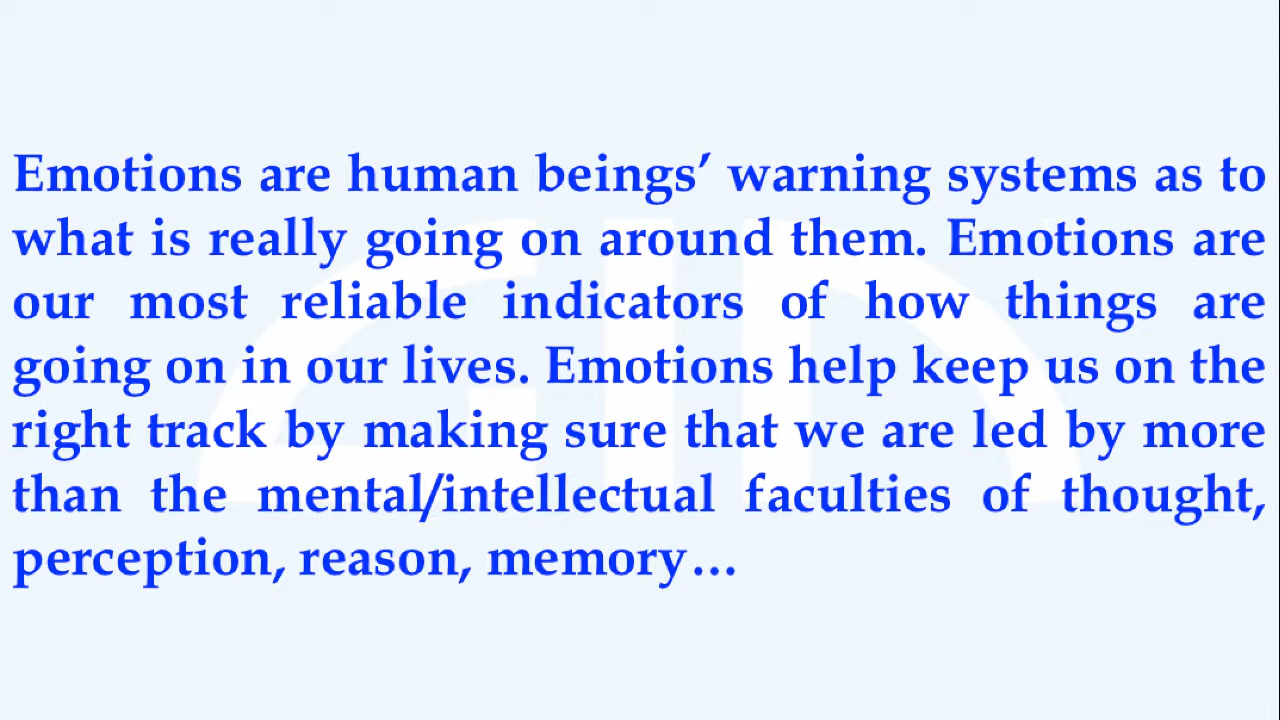 Emotions are human beings’ warning systems as to
what is really going on around them. Emotions are
our most reliable indicators of how things are
going on in our lives. Emotions help keep us on the
right track by making sure that we are led by more
than the mental/intellectual faculties of thought,
perception, reason, memory…